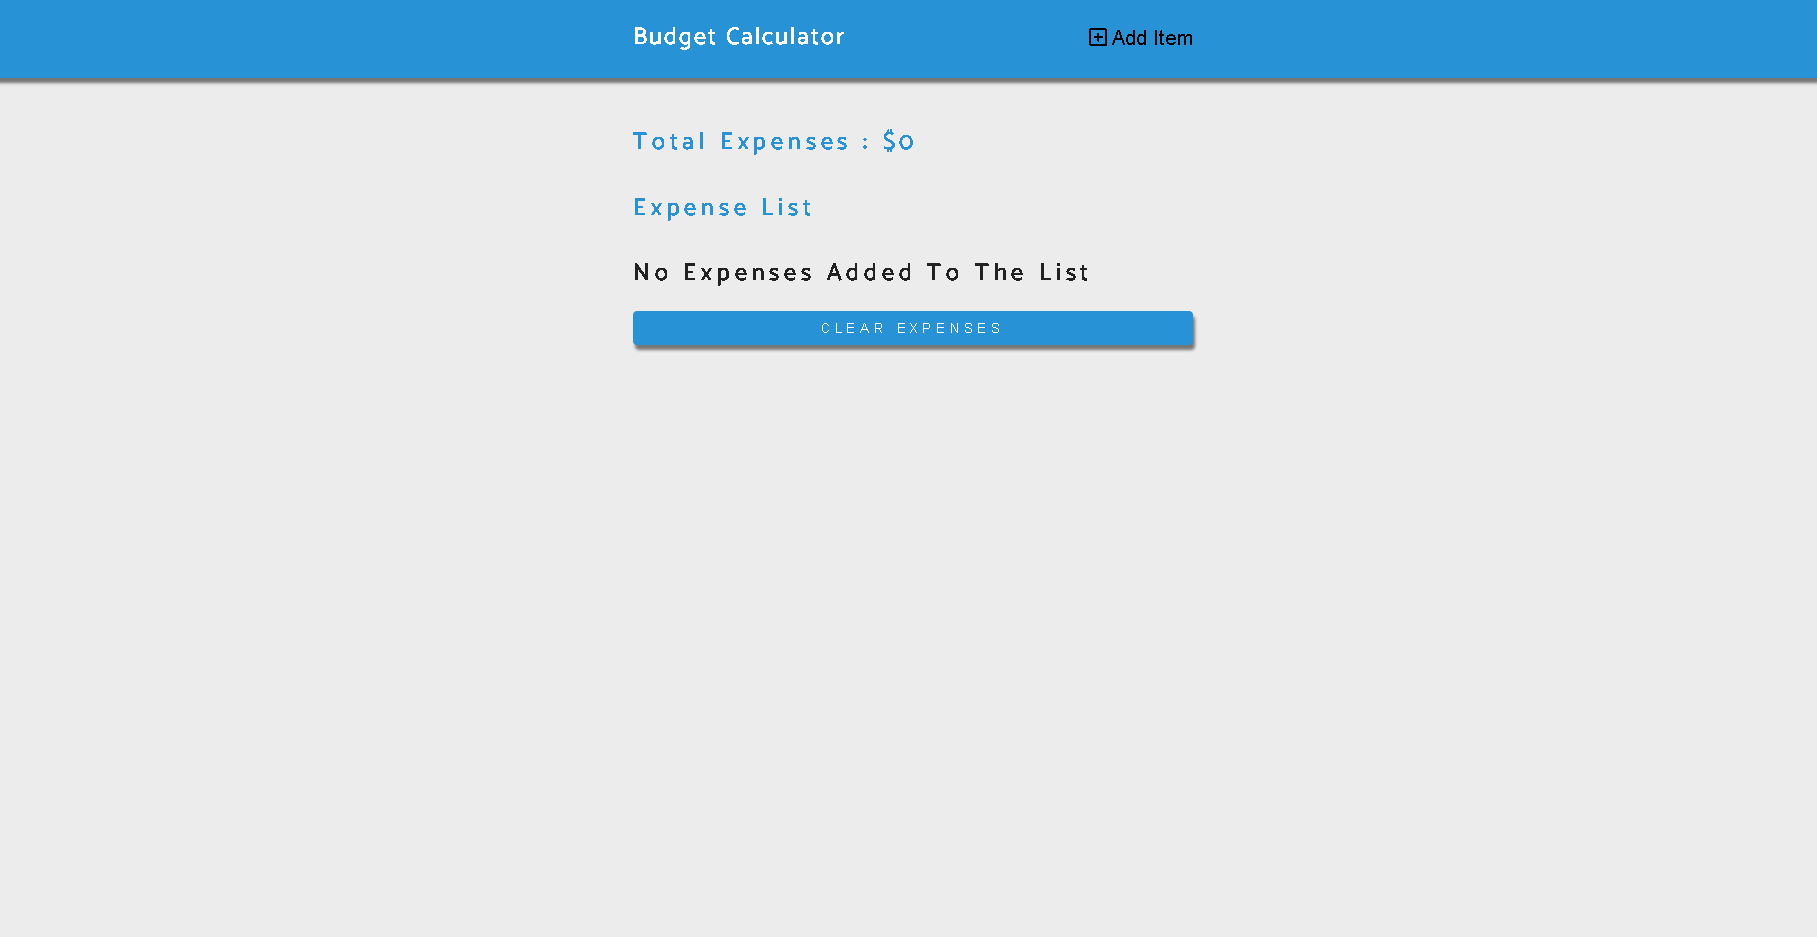 Budget Calculator
Add Item
Total Expenses : $0
Expense List
No Expenses Added To The List
CLEAR EXPENSES